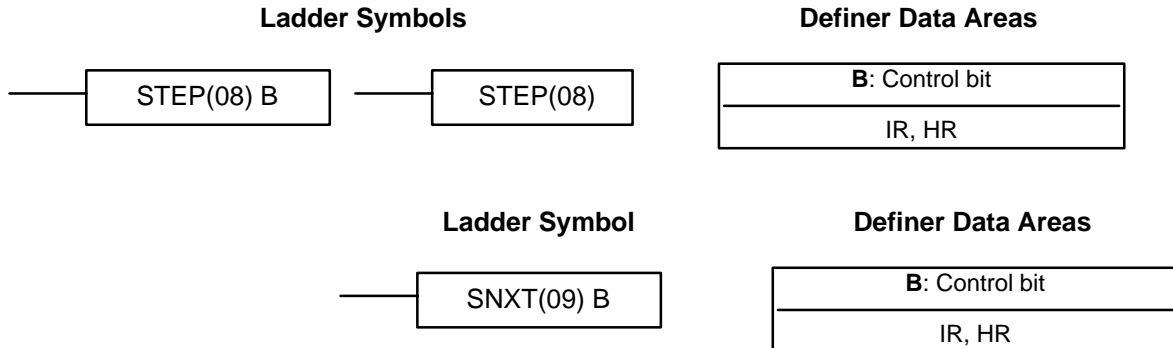 Ladder Symbols
Definer Data Areas
STEP(08) B
STEP(08)
B: Control bit
IR, HR
Ladder Symbol
Definer Data Areas
SNXT(09) B
B: Control bit
IR, HR